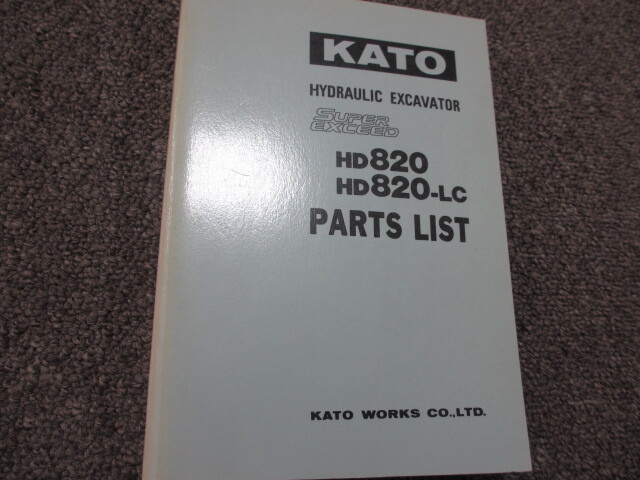 KATO
HYDRAULIC EXCAVATOR
SUPER
EXCEED
HD820
HD820-LC
PARTS LIST
KATO WORKS CO.,LTD.